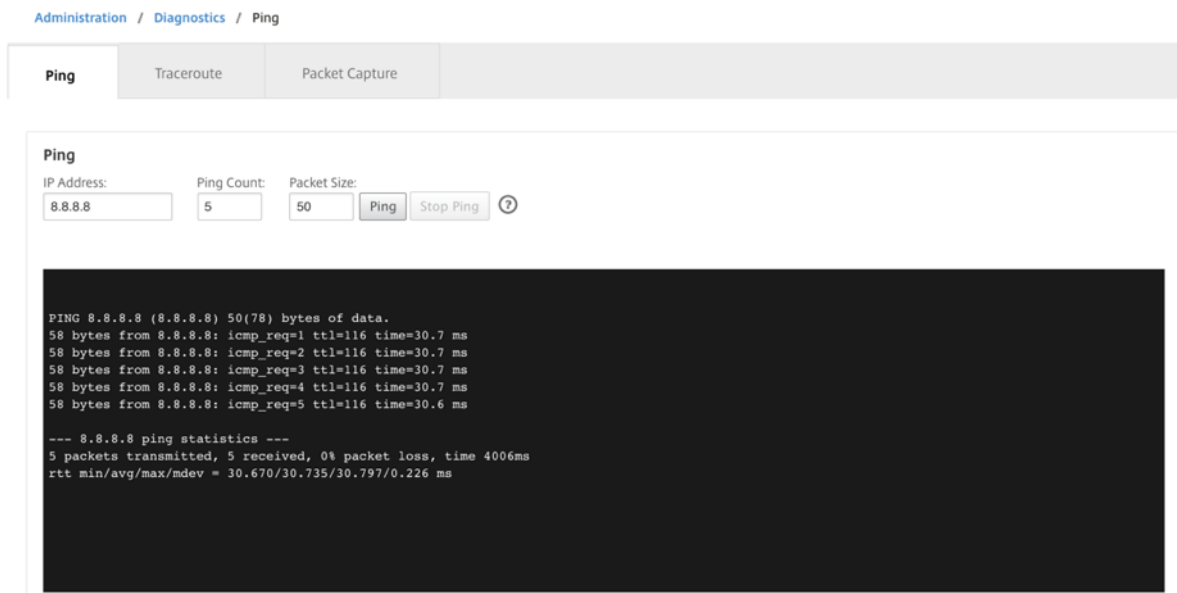 Administration / Diagnostics / Ping
Ping Traceroute Packet Capture
Ping
IP Address: Ping Count: Packet Size:
8.8.8.8 5 50 Ping Stop Ping ?
PING 8.8.8.8 (8.8.8.8) 50(78) bytes of data.
58 bytes from 8.8.8.8: icmp_req=1 ttl=116 time=30.7 ms
58 bytes from 8.8.8.8: icmp_req=2 ttl=116 time=30.7 ms
58 bytes from 8.8.8.8: icmp_req=3 ttl=116 time=30.7 ms
58 bytes from 8.8.8.8: icmp_req=4 ttl=116 time=30.7 ms
58 bytes from 8.8.8.8: icmp_req=5 ttl=116 time=30.6 ms
--- 8.8.8.8 ping statistics ---
5 packets transmitted, 5 received, 0% packet loss, time 4006ms
rtt min/avg/max/mdev = 30.670/30.735/30.797/0.226 ms